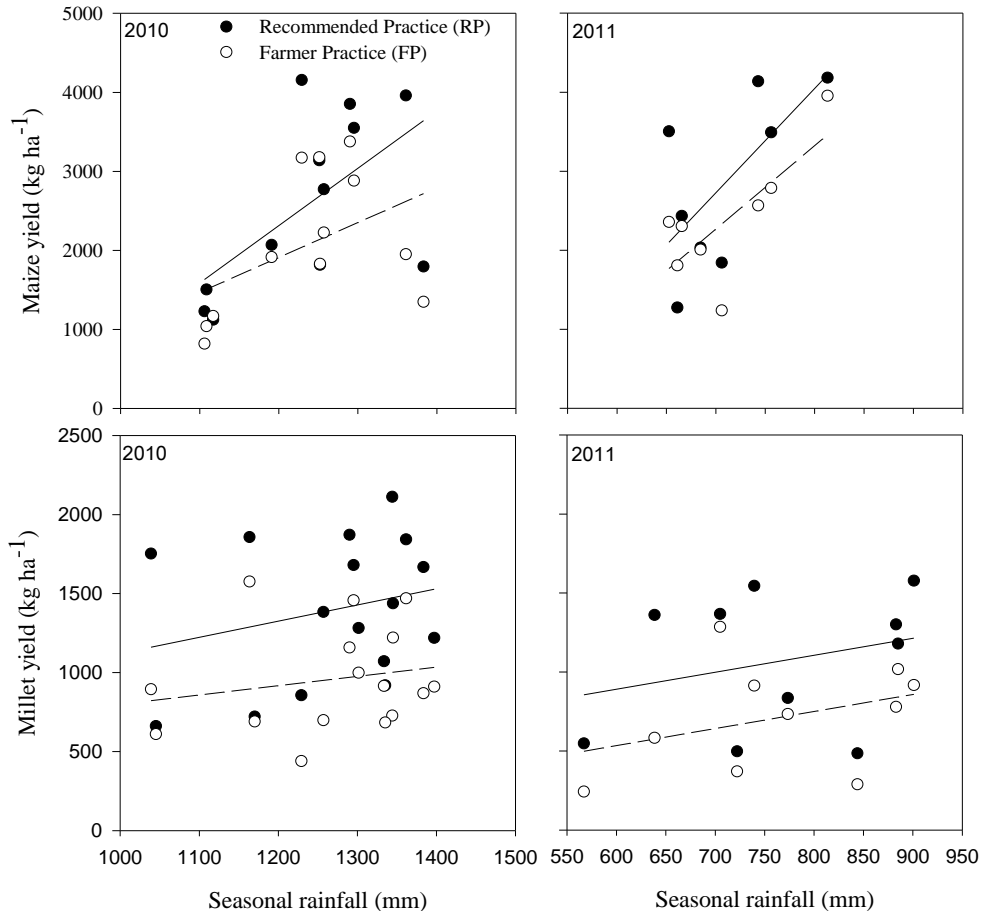 2010
Recommended Practice (RP)
Farmer Practice (FP)
2011
5000
4000
3000
2000
1000
0
Maize yield (kg ha⁻¹)
2010
2011
2500
2000
1500
1000
500
0
Millet yield (kg ha⁻¹)
1000 1100 1200 1300 1400 1500
550 600 650 700 750 800 850 900 950
Seasonal rainfall (mm)
Seasonal rainfall (mm)